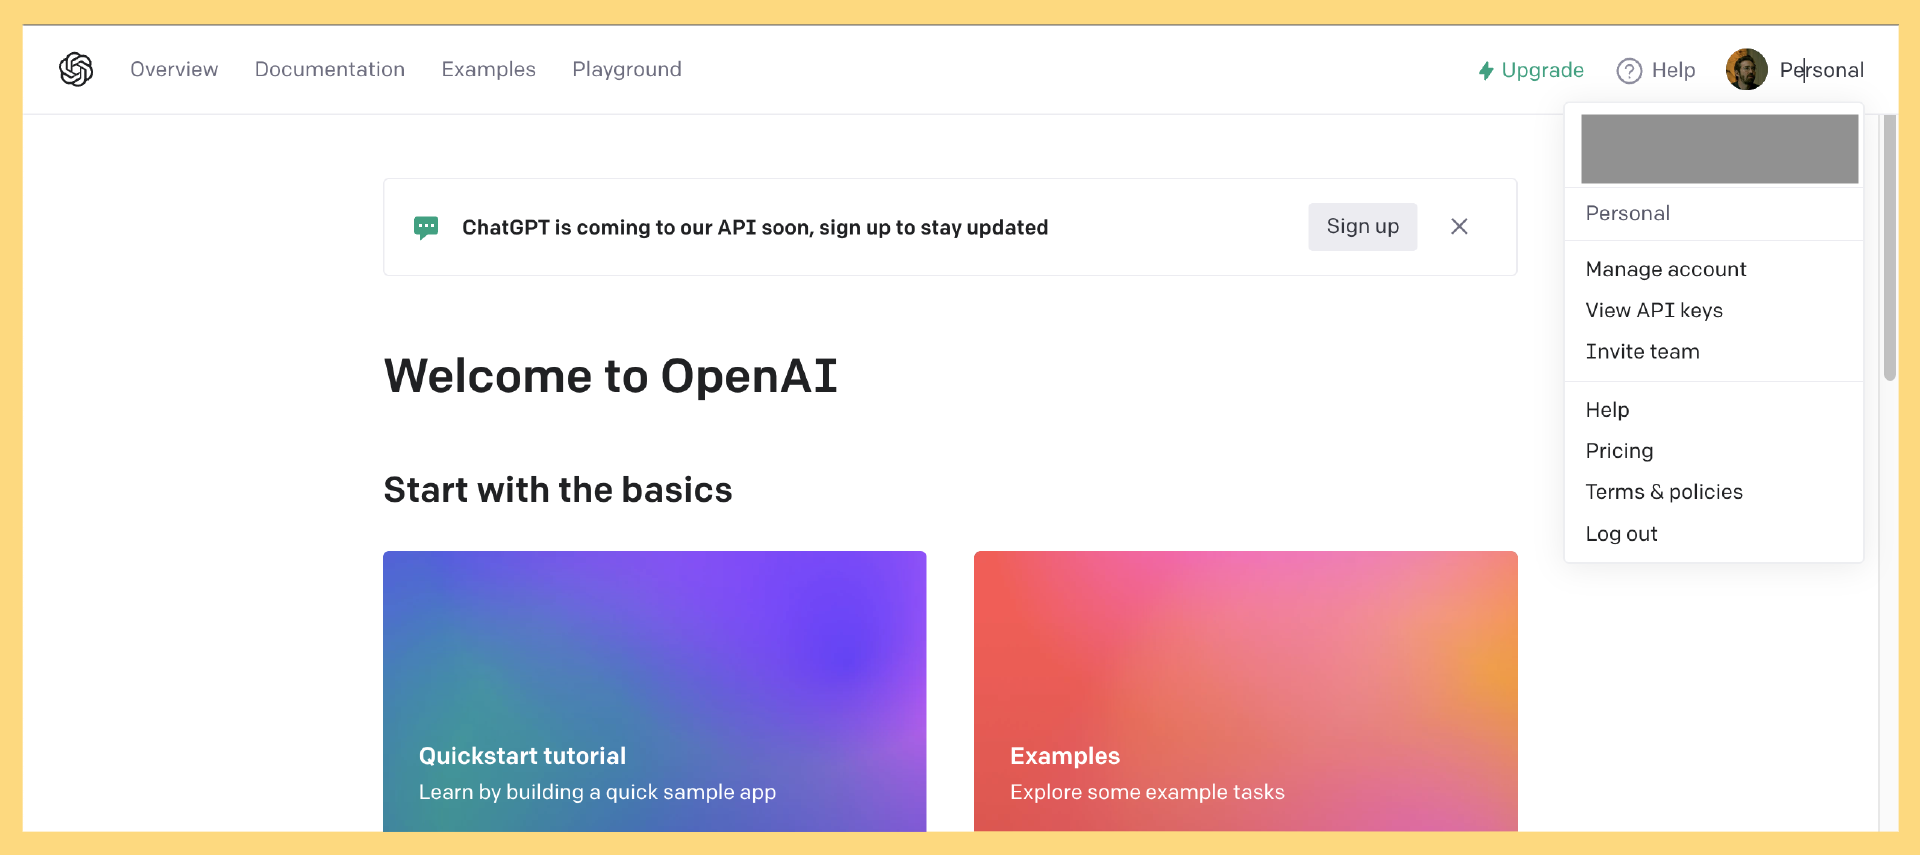 Overview Documentation Examples Playground Upgrade Help Personal
Personal
Manage account
View API keys
Invite team
Help
Pricing
Terms & policies
Log out
ChatGPT is coming to our API soon, sign up to stay updated Sign up
Welcome to OpenAI
Start with the basics
Quickstart tutorial
Learn by building a quick sample app
Examples
Explore some example tasks